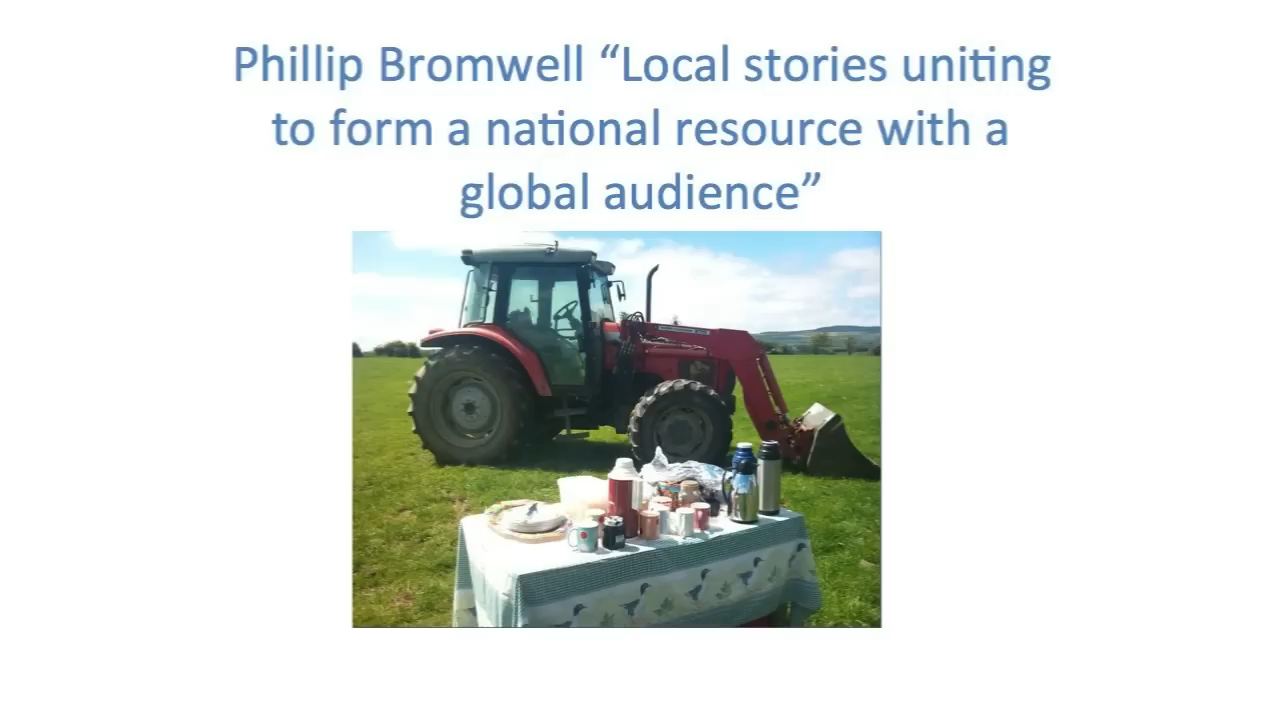 Phillip Bromwell “Local stories uniting
to form a national resource with a
global audience”